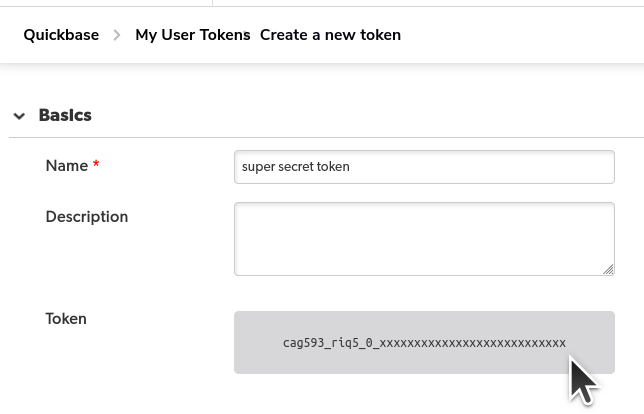 Quickbase > My User Tokens Create a new token
Basics
Name * super secret token
Description
Token cag593_riq5_0_xxxxxxxxxxxxxxxxxxxxxxxxxxx